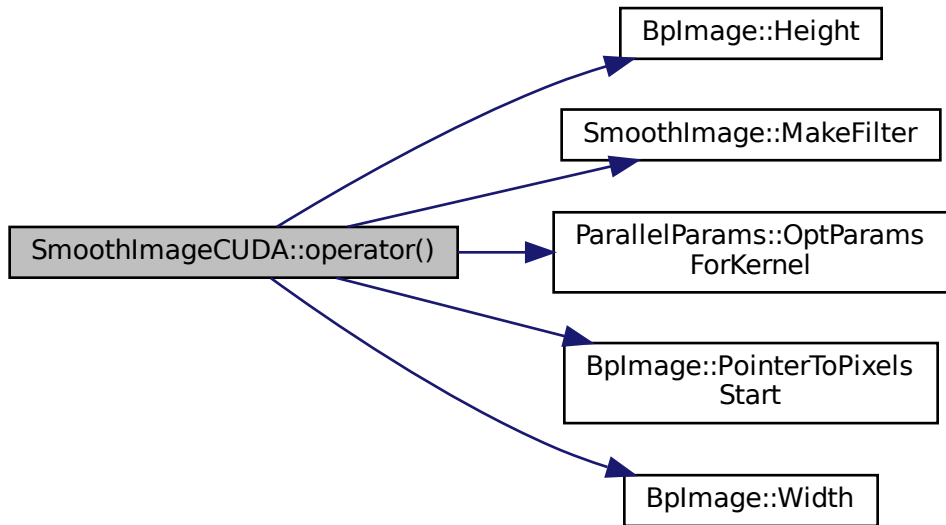 BpImage::Height
SmoothImage::MakeFilter
SmoothImageCUDA::operator()
ParallelParams::OptParams
ForKernel
BpImage::PointerToPixels
Start
BpImage::Width